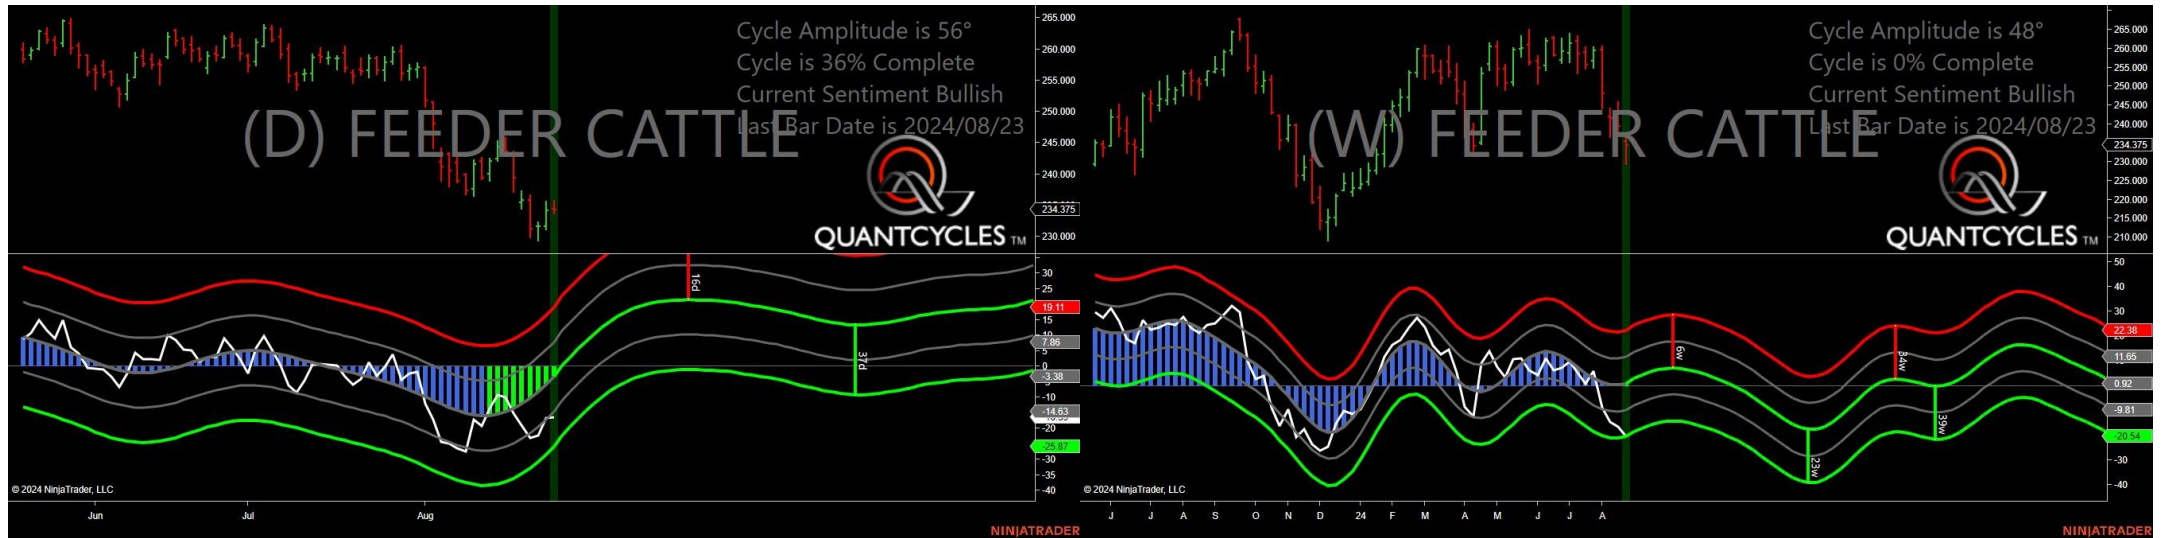 Cycle Amplitude is 56°
Cycle is 36% Complete
Current Sentiment Bullish
Last Bar Date is 2024/08/23
(D) FEEDER CATTLE
QUANTCYCLES TM
265.000
260.000
255.000
250.000
245.000
240.000
234.375
230.000
16d
37d
30
25
19.11
15
7.86
5
0
-3.38
-10
-14.63
-20
-25.87
-30
-35
-40
© 2024 NinjaTrader, LLC
Jun
Jul
Aug
NINJATRADER
Cycle Amplitude is 48°
Cycle is 0% Complete
Current Sentiment Bullish
Last Bar Date is 2024/08/23
(W) FEEDER CATTLE
QUANTCYCLES TM
265.000
260.000
255.000
250.000
245.000
240.000
234.375
230.000
225.000
220.000
215.000
210.000
6w
23w
34w
39w
50
40
30
22.38
11.65
0.92
-9.81
-20.54
-30
-40
© 2024 NinjaTrader, LLC
J
J
A
S
O
N
D
24
F
M
A
M
J
J
A
NINJATRADER